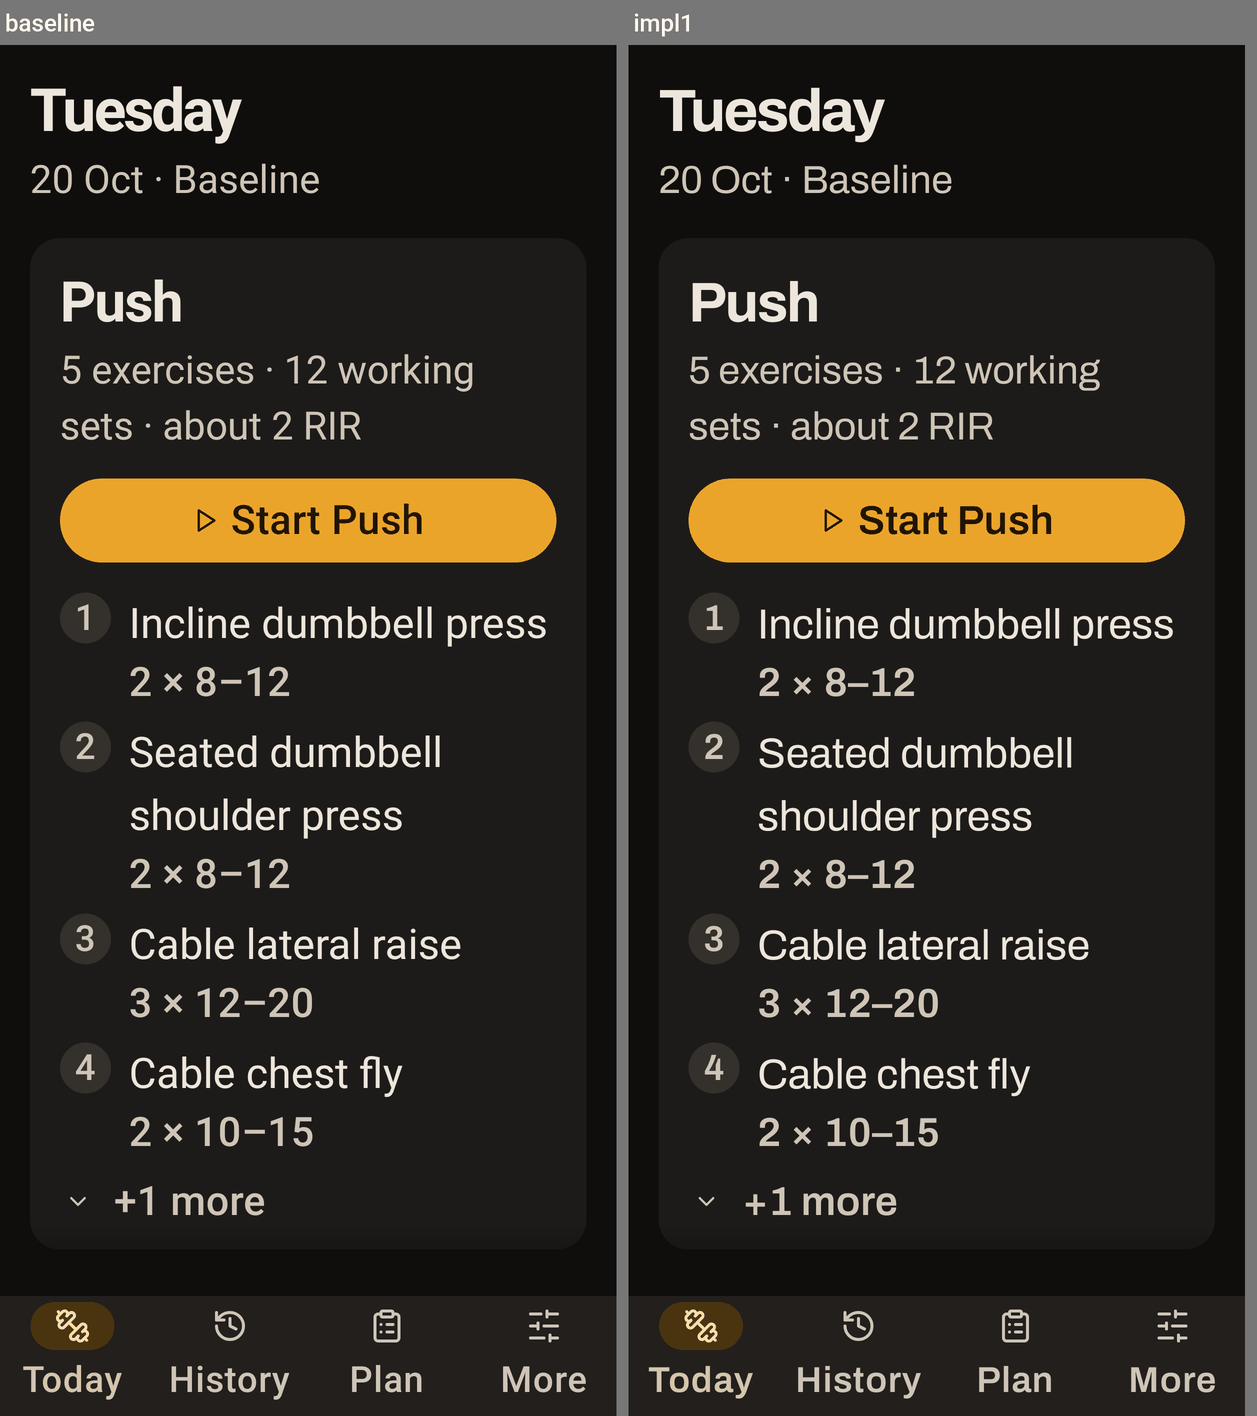 baseline
Tuesday
20 Oct · Baseline
Push
5 exercises · 12 working
sets · about 2 RIR
Start Push
1 Incline dumbbell press
2 × 8–12
2 Seated dumbbell
shoulder press
2 × 8–12
3 Cable lateral raise
3 × 12–20
4 Cable chest fly
2 × 10–15
+1 more
Today History Plan More
impl1
Tuesday
20 Oct · Baseline
Push
5 exercises · 12 working
sets · about 2 RIR
Start Push
1 Incline dumbbell press
2 × 8–12
2 Seated dumbbell
shoulder press
2 × 8–12
3 Cable lateral raise
3 × 12–20
4 Cable chest fly
2 × 10–15
+1 more
Today History Plan More